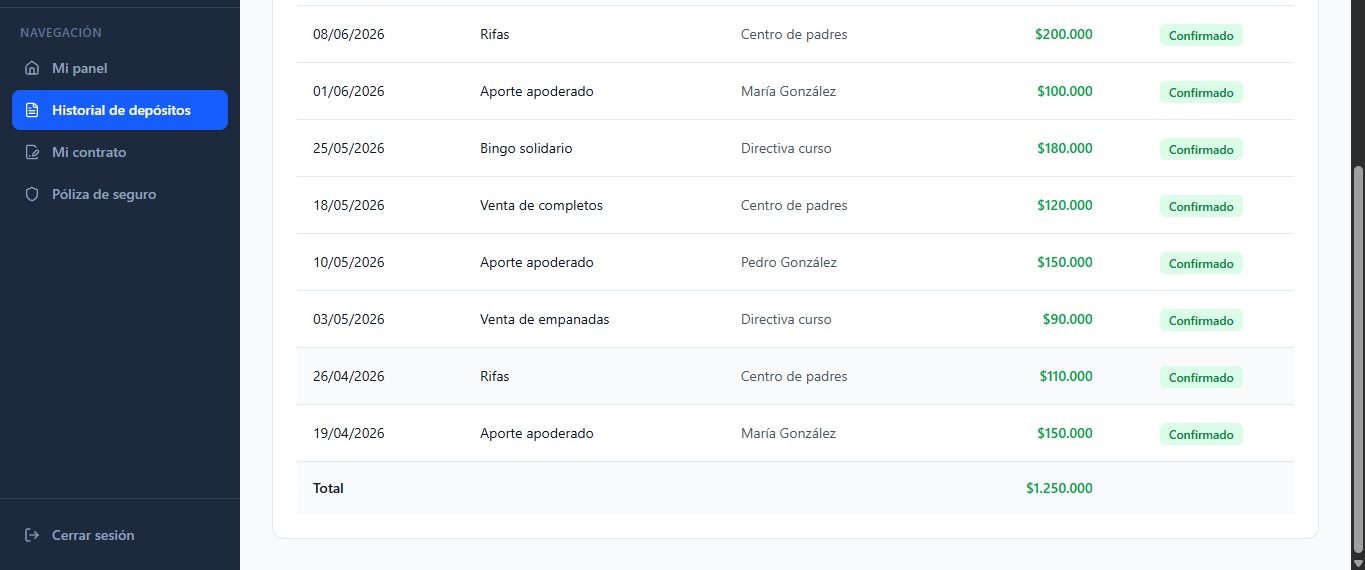 NAVEGACIÓN
Mi panel
Historial de depósitos
Mi contrato
Póliza de seguro
Cerrar sesión
08/06/2026 Rifas Centro de padres $200.000 Confirmado
01/06/2026 Aporte apoderado María González $100.000 Confirmado
25/05/2026 Bingo solidario Directiva curso $180.000 Confirmado
18/05/2026 Venta de completos Centro de padres $120.000 Confirmado
10/05/2026 Aporte apoderado Pedro González $150.000 Confirmado
03/05/2026 Venta de empanadas Directiva curso $90.000 Confirmado
26/04/2026 Rifas Centro de padres $110.000 Confirmado
19/04/2026 Aporte apoderado María González $150.000 Confirmado
Total $1.250.000